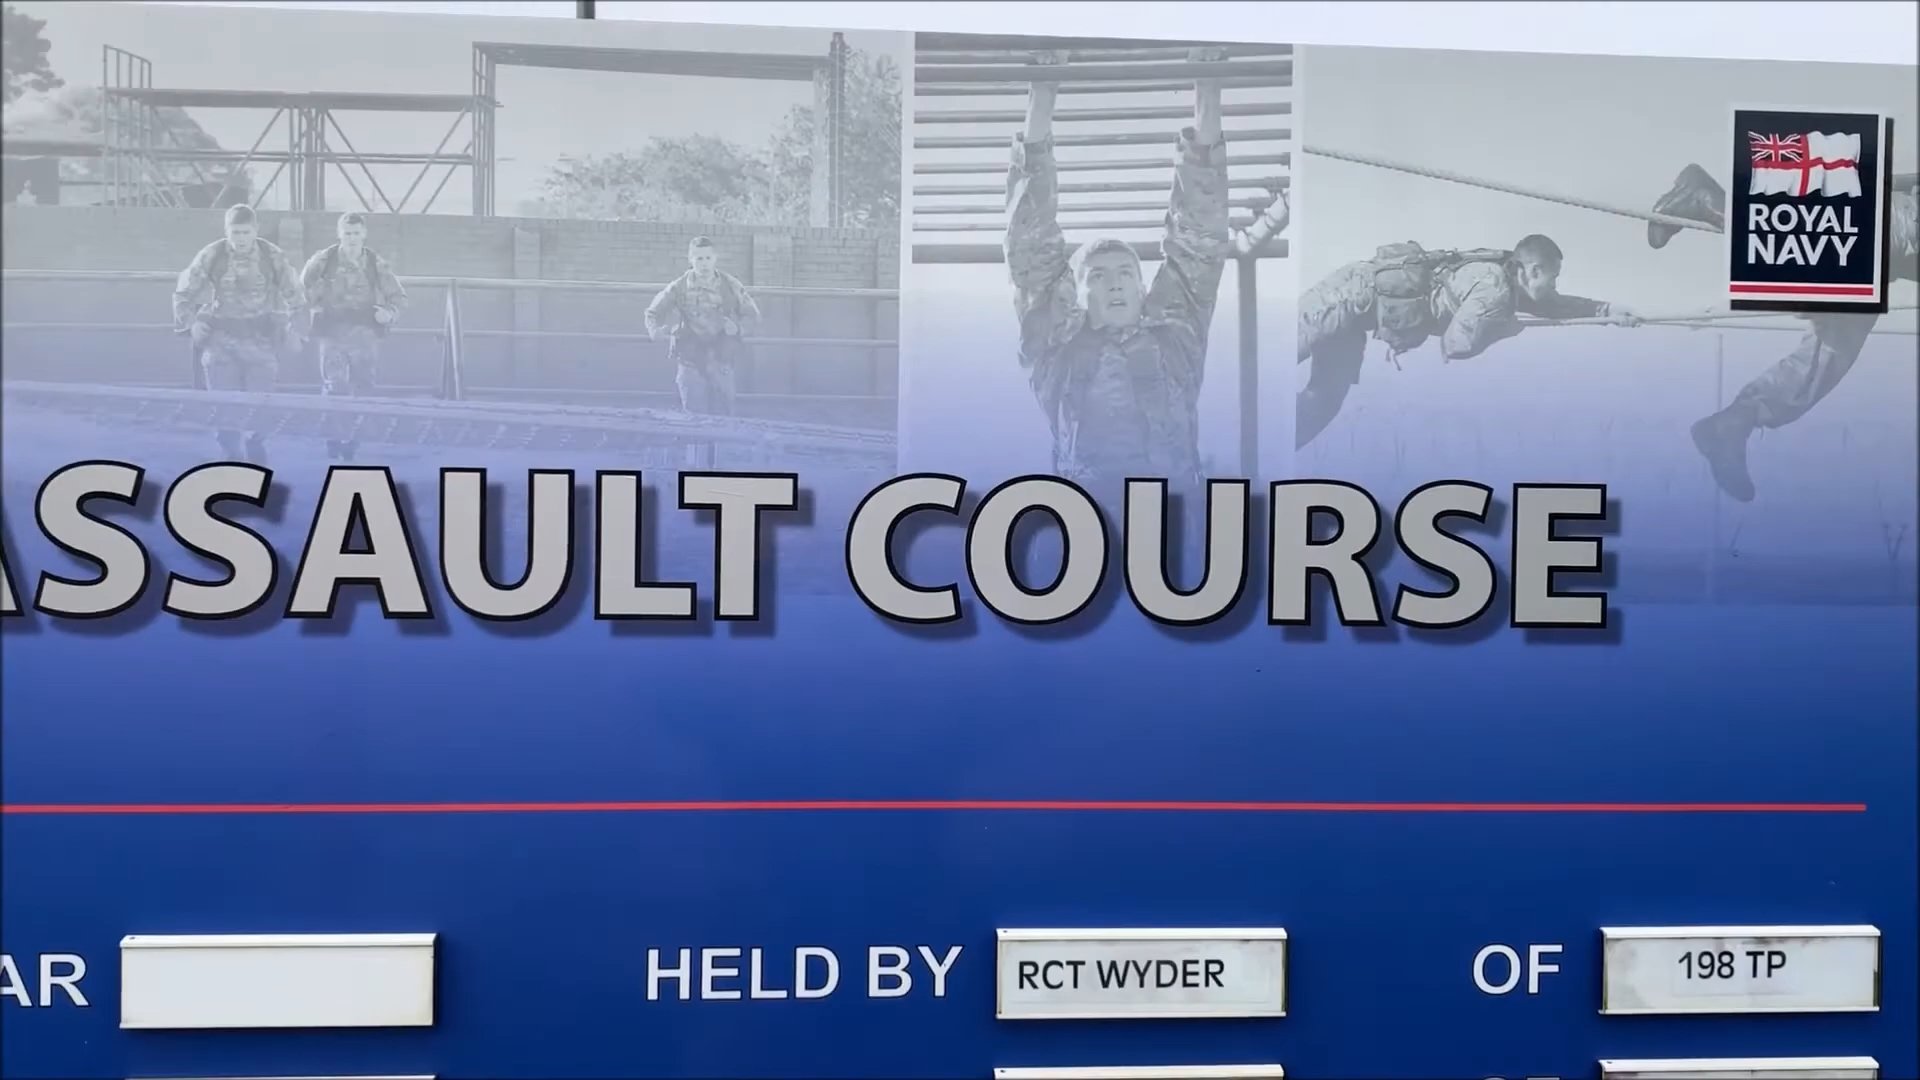 ROYAL
NAVY
ASSAULT COURSE
AR
HELD BY
RCT WYDER
OF
198 TP